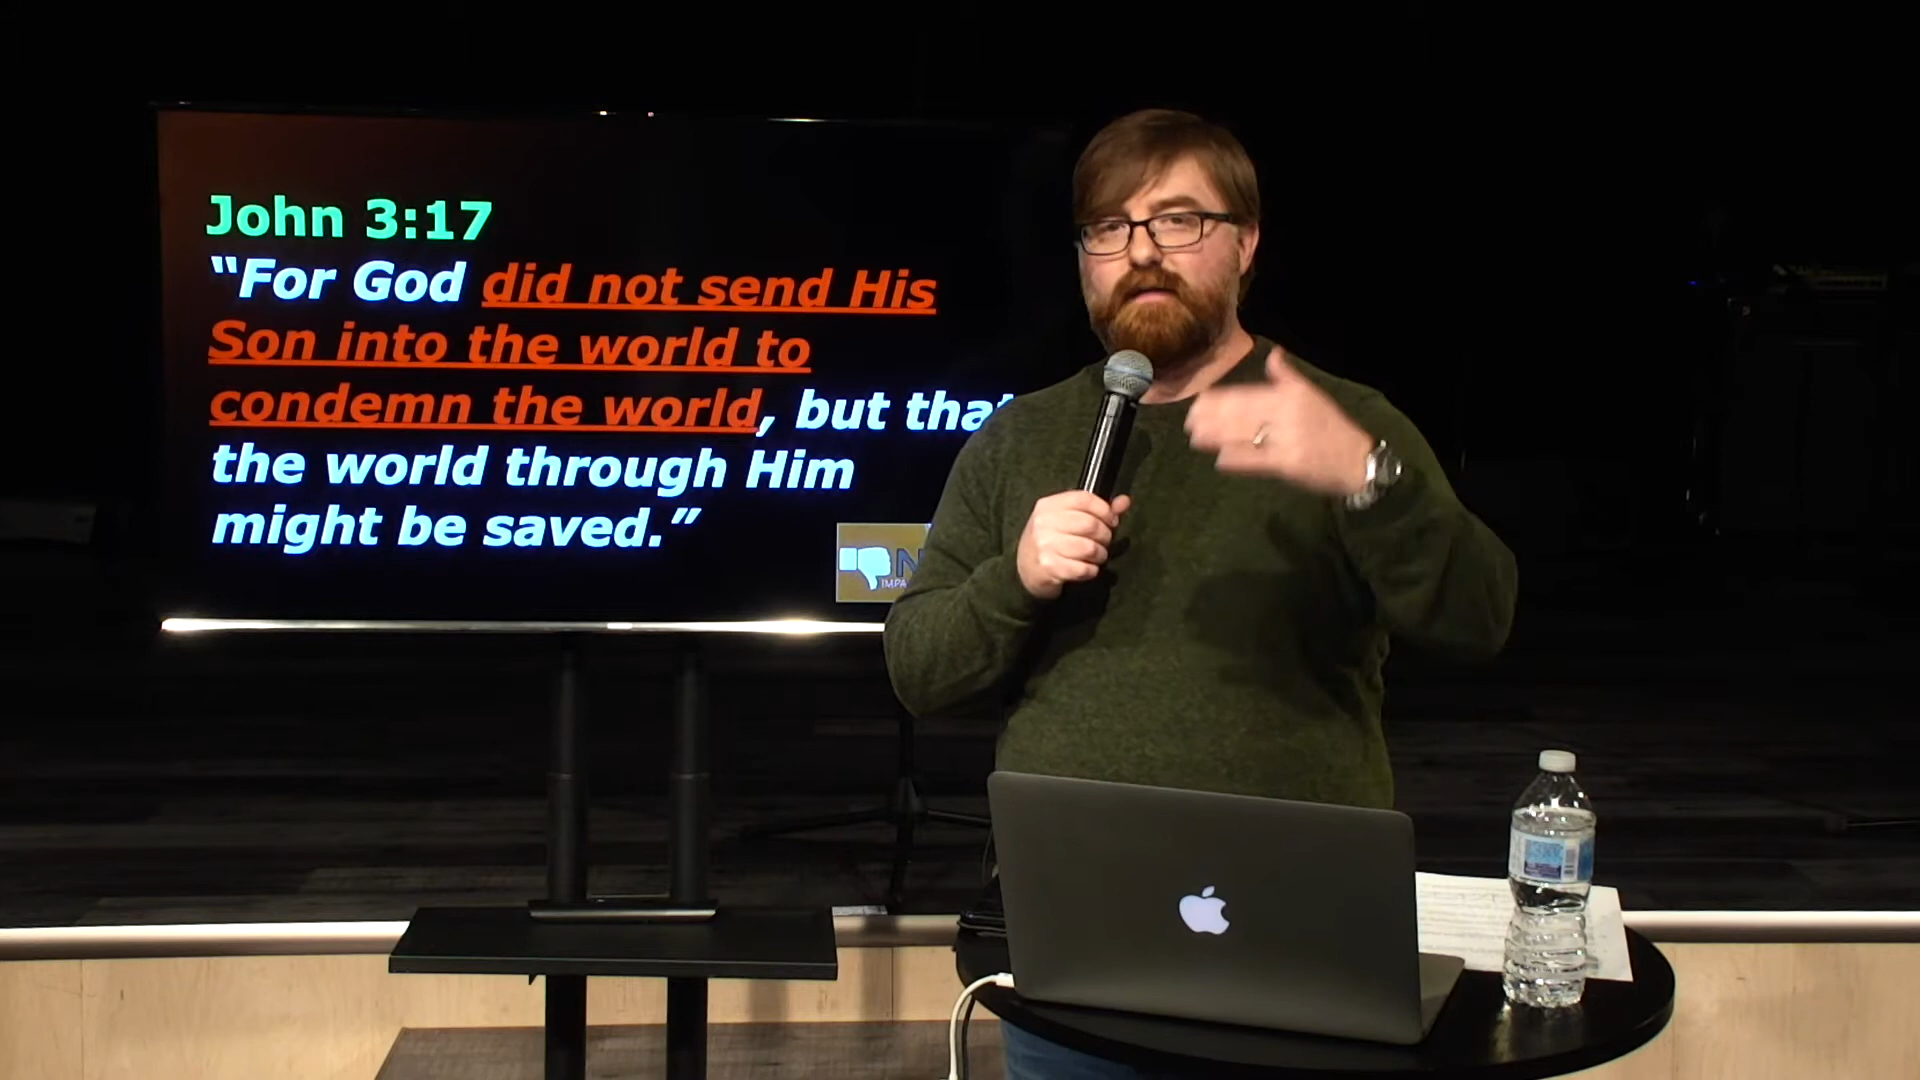 John 3:17
“For God did not send His
Son into the world to
condemn the world, but that
the world through Him
might be saved.”